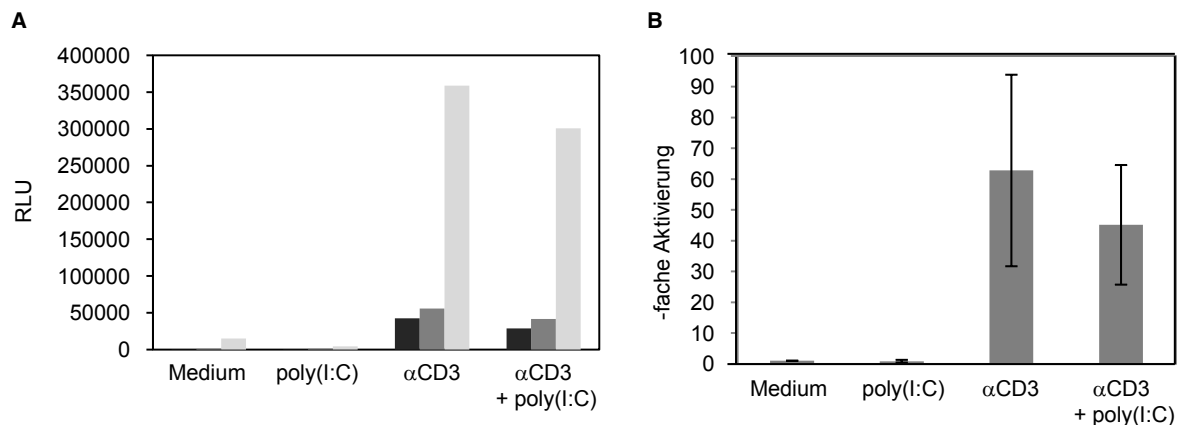 A
400000
350000
300000
250000
200000
150000
100000
50000
0
RLU
Medium
poly(I:C)
αCD3
αCD3
+ poly(I:C)
B
100
90
80
70
60
50
40
30
20
10
0
-fache Aktivierung
Medium
poly(I:C)
αCD3
αCD3
+ poly(I:C)